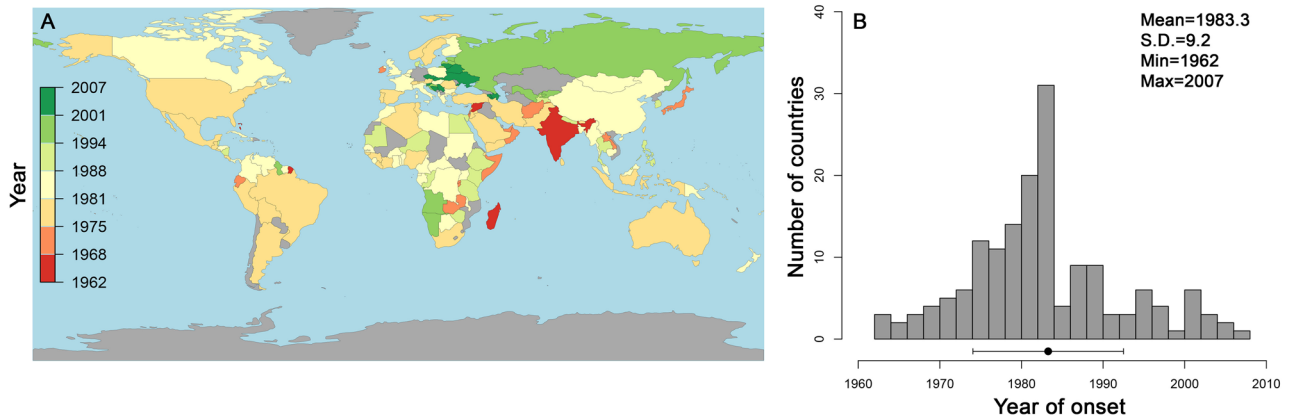 A
Year
2007
2001
1994
1988
1981
1975
1968
1962
B
Mean=1983.3
S.D.=9.2
Min=1962
Max=2007
Number of countries
40
30
20
10
0
1960 1970 1980 1990 2000 2010
Year of onset